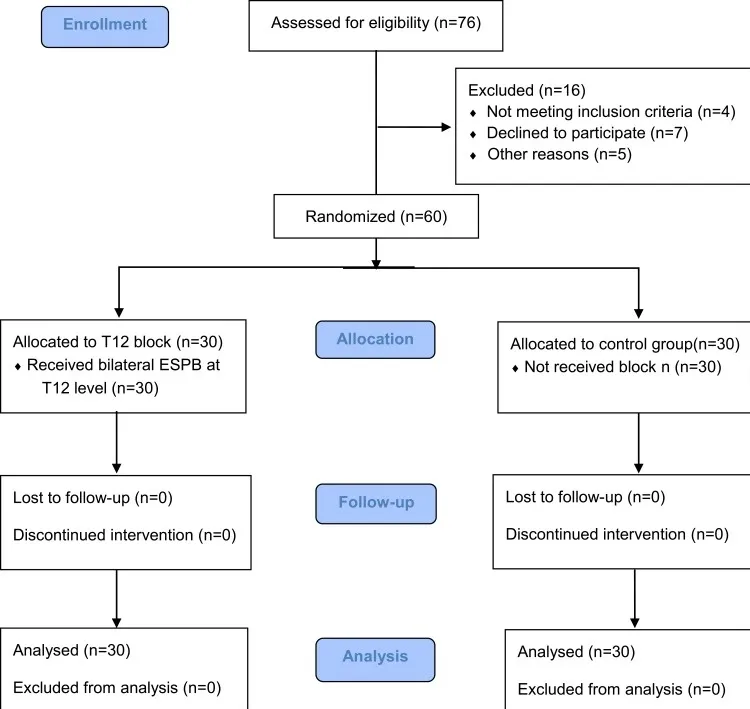 Enrollment
Assessed for eligibility (n=76)
Excluded (n=16)
♦ Not meeting inclusion criteria (n=4)
♦ Declined to participate (n=7)
♦ Other reasons (n=5)
Randomized (n=60)
Allocation
Allocated to T12 block (n=30)
♦ Received bilateral ESPB at
T12 level (n=30)
Allocated to control group(n=30)
♦ Not received block n (n=30)
Follow-up
Lost to follow-up (n=0)
Discontinued intervention (n=0)
Lost to follow-up (n=0)
Discontinued intervention (n=0)
Analysis
Analysed (n=30)
Excluded from analysis (n=0)
Analysed (n=30)
Excluded from analysis (n=0)